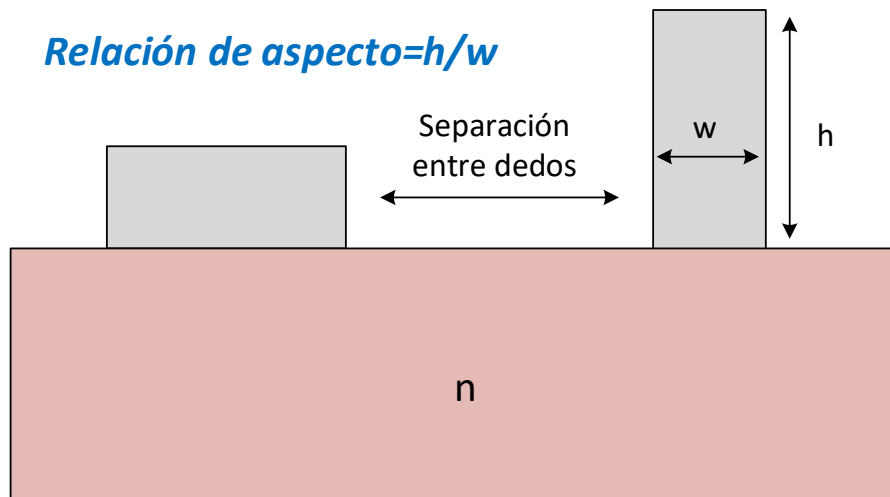 Relación de aspecto=h/w
Separación
entre dedos
w
h
n